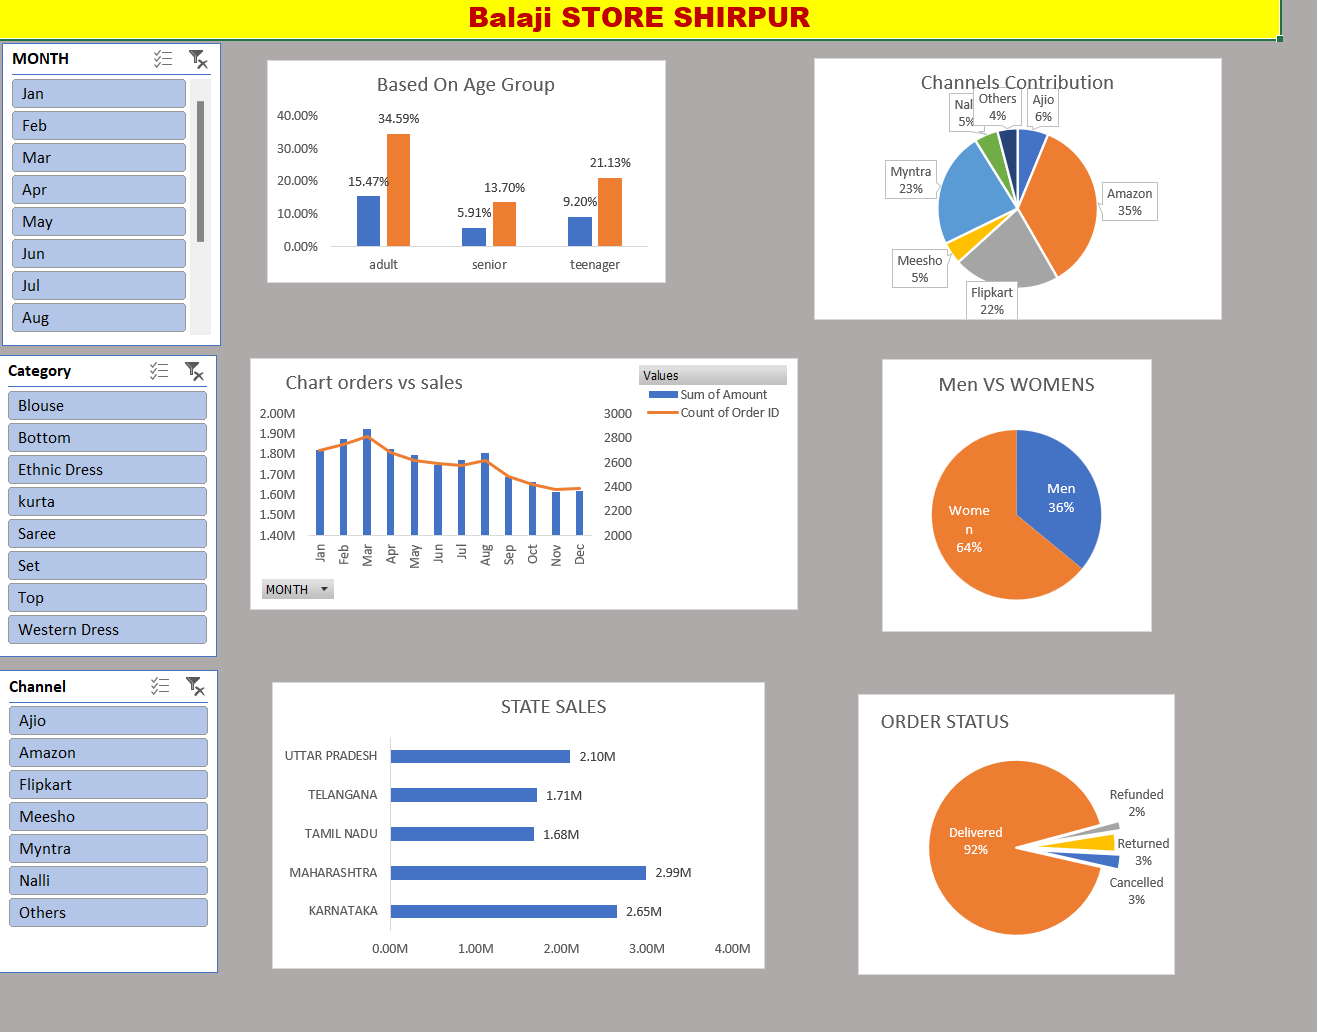 Balaji STORE SHIRPUR
MONTH
Jan
Feb
Mar
Apr
May
Jun
Jul
Aug
Category
Blouse
Bottom
Ethnic Dress
kurta
Saree
Set
Top
Western Dress
Channel
Ajio
Amazon
Flipkart
Meesho
Myntra
Nalli
Others
Based On Age Group
40.00%
30.00%
20.00%
10.00%
0.00%
15.47%
34.59%
5.91%
13.70%
9.20%
21.13%
adult
senior
teenager
Channels Contribution
Nal
5%
Others
4%
Ajio
6%
Myntra
23%
Amazon
35%
Meesho
5%
Flipkart
22%
Chart orders vs sales
Values
Sum of Amount
Count of Order ID
2.00M
1.90M
1.80M
1.70M
1.60M
1.50M
1.40M
3000
2800
2600
2400
2200
2000
Jan
Feb
Mar
Apr
May
Jun
Jul
Aug
Sep
Oct
Nov
Dec
MONTH
Men VS WOMENS
Men
36%
Wome
n
64%
STATE SALES
UTTAR PRADESH
2.10M
TELANGANA
1.71M
TAMIL NADU
1.68M
MAHARASHTRA
2.99M
KARNATAKA
2.65M
0.00M
1.00M
2.00M
3.00M
4.00M
ORDER STATUS
Delivered
92%
Refunded
2%
Returned
3%
Cancelled
3%